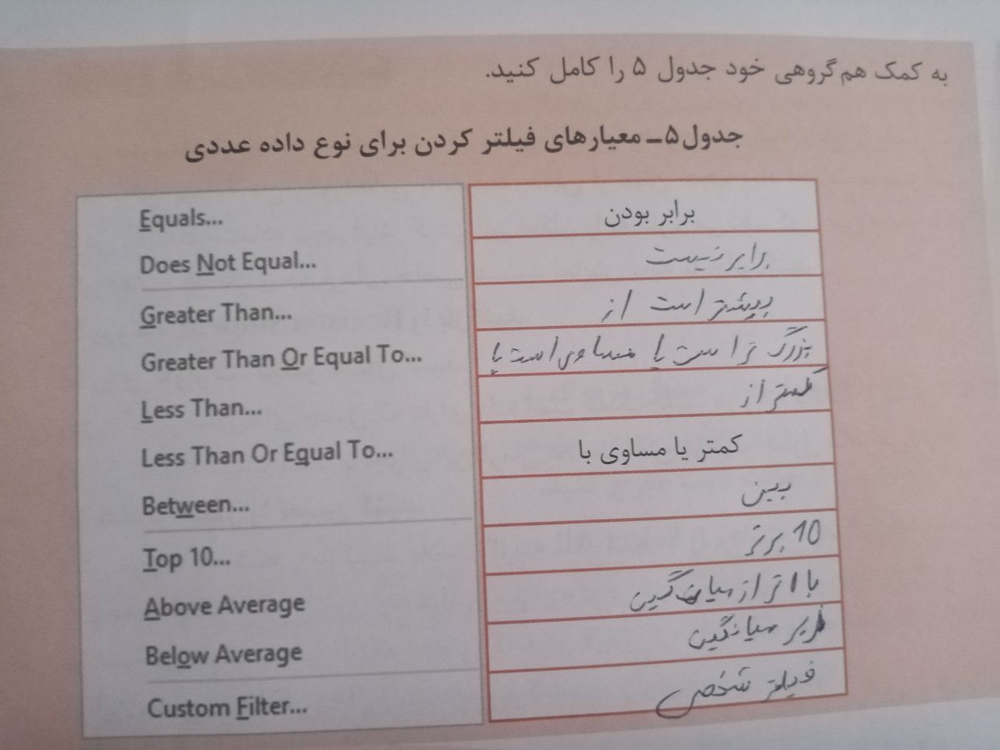 به کمک هم‌گروهی خود جدول ۵ را کامل کنید.
جدول۵ـ معیارهای فیلتر کردن برای نوع داده عددی
Equals...
برابر بودن
Does Not Equal...
برابر نیست
Greater Than...
بیشتر است از
Greater Than Or Equal To...
بزرگ تر است یا مساوی است با
Less Than...
کمتر از
Less Than Or Equal To...
کمتر یا مساوی با
Between...
بین
Top 10...
10 برتر
Above Average
بالاتر از میانگین
Below Average
زیر میانگین
Custom Filter...
فیلتر شخصی